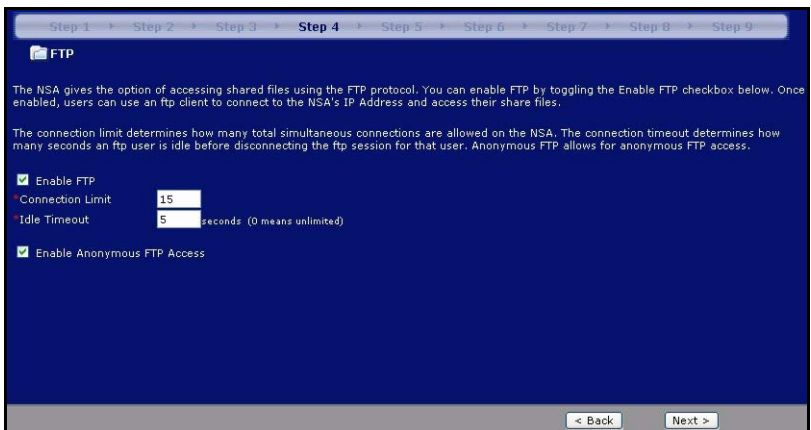 Step 1 Step 2 Step 3 Step 4 Step 5 Step 6 Step 7 Step 8 Step 9
FTP
The NSA gives the option of accessing shared files using the FTP protocol. You can enable FTP by toggling the Enable FTP checkbox below. Once
enabled, users can use an ftp client to connect to the NSA's IP Address and access their share files.
The connection limit determines how many total simultaneous connections are allowed on the NSA. The connection timeout determines how
many seconds an ftp user is idle before disconnecting the ftp session for that user. Anonymous FTP allows for anonymous FTP access.
Enable FTP
*Connection Limit 15
*Idle Timeout 5 seconds (0 means unlimited)
Enable Anonymous FTP Access
< Back Next >